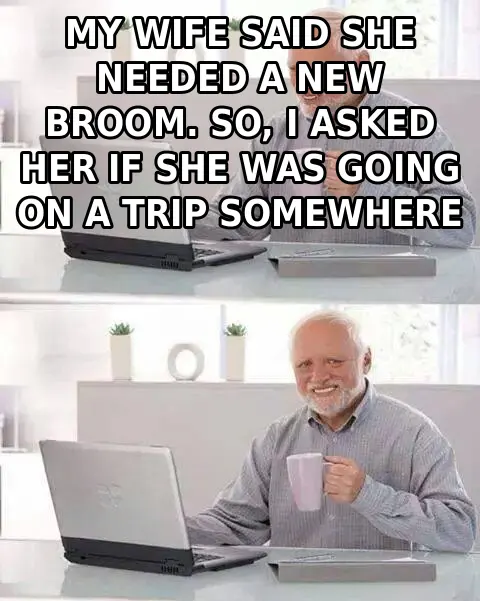 MY WIFE SAID SHE
NEEDED A NEW
BROOM. SO, I ASKED
HER IF SHE WAS GOING
ON A TRIP SOMEWHERE